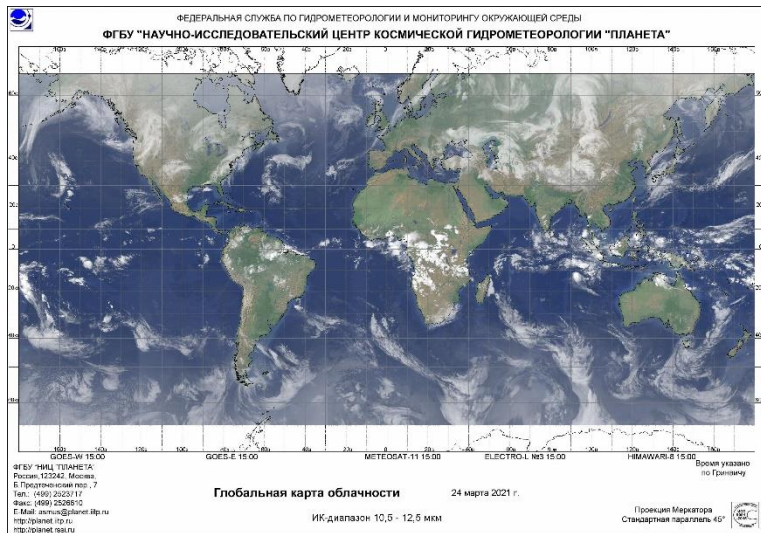 ФЕДЕРАЛЬНАЯ СЛУЖБА ПО ГИДРОМЕТЕОРОЛОГИИ И МОНИТОРИНГУ ОКРУЖАЮЩЕЙ СРЕДЫ
ФГБУ "НАУЧНО-ИССЛЕДОВАТЕЛЬСКИЙ ЦЕНТР КОСМИЧЕСКОЙ ГИДРОМЕТЕОРОЛОГИИ "ПЛАНЕТА"
GOES-W 15:00 GOES-E 15:00 METEOSAT-11 15:00 ELECTRO-L №3 15:00 HIMAWARI-8 15:00
Время указано
по Гринвичу
ФГБУ "НИЦ "ПЛАНЕТА"
Россия,123242, Москва,
Б.Предтеченский пер., 7
Тел.: (499) 2523717
Факс: (499) 2526610
E-Mail: asmus@planet.iitp.ru
http://planet.iitp.ru
http://planet.rssi.ru
Глобальная карта облачности 24 марта 2021 г.
ИК-диапазон 10,5 - 12,5 мкм
Проекция Меркатора
Стандартная параллель 45°